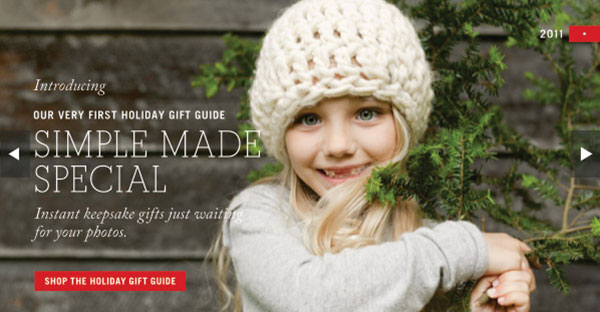 2011
Introducing
OUR VERY FIRST HOLIDAY GIFT GUIDE
SIMPLE MADE
SPECIAL
Instant keepsake gifts just waiting
for your photos.
SHOP THE HOLIDAY GIFT GUIDE